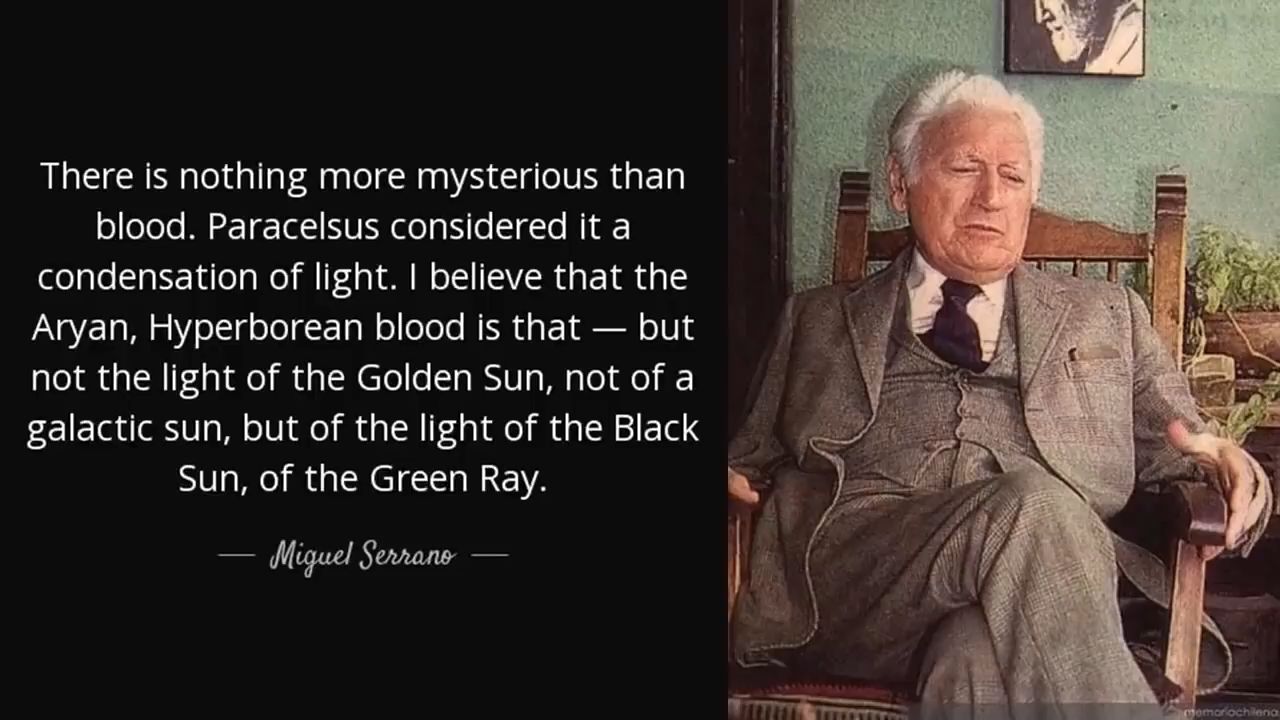 There is nothing more mysterious than
blood. Paracelsus considered it a
condensation of light. I believe that the
Aryan, Hyperborean blood is that — but
not the light of the Golden Sun, not of a
galactic sun, but of the light of the Black
Sun, of the Green Ray.
— Miguel Serrano —
memoriachilena